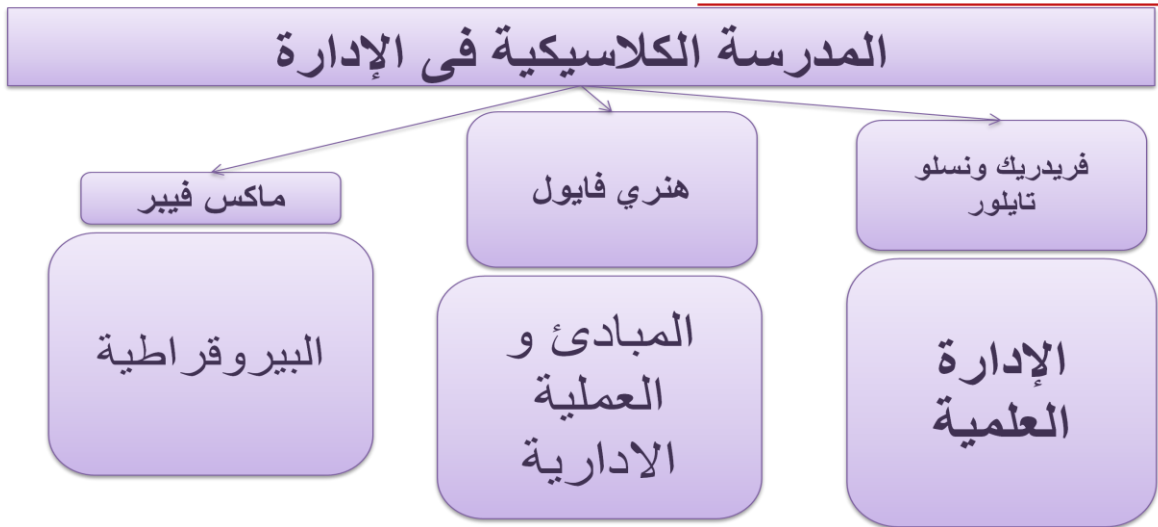 المدرسة الكلاسيكية فى الإدارة
فريدريك ونسلو
تايلور
الإدارة
العلمية
هنري فايول
المبادئ و
العملية
الادارية
ماكس فيبر
البيروقراطية